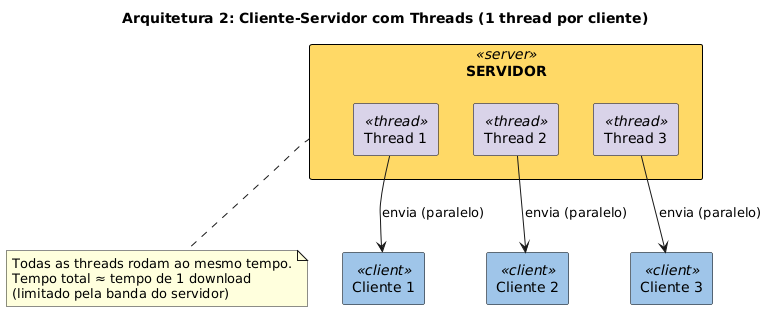 Arquitetura 2: Cliente-Servidor com Threads (1 thread por cliente)
«server»
SERVIDOR
«thread»
Thread 1
«thread»
Thread 2
«thread»
Thread 3
envia (paralelo)
envia (paralelo)
envia (paralelo)
Todas as threads rodam ao mesmo tempo.
Tempo total ≈ tempo de 1 download
(limitado pela banda do servidor)
«client»
Cliente 1
«client»
Cliente 2
«client»
Cliente 3